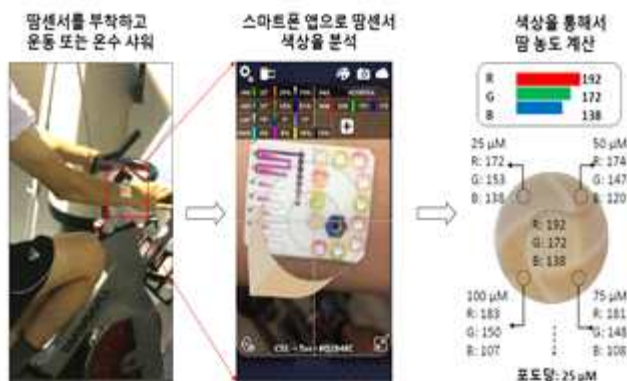 땀센서를 부착하고
운동 또는 온수 샤워
스마트폰 앱으로 땀센서
색상을 분석
색상을 통해서
땀 농도 계산
R 192
G 172
B 138
25 μM
R: 172
G: 153
B: 138
50 μM
R: 174
G: 147
B: 120
R: 192
G: 172
B: 138
100 μM
R: 183
G: 150
B: 107
75 μM
R: 181
G: 148
B: 108
포도당: 25 μM